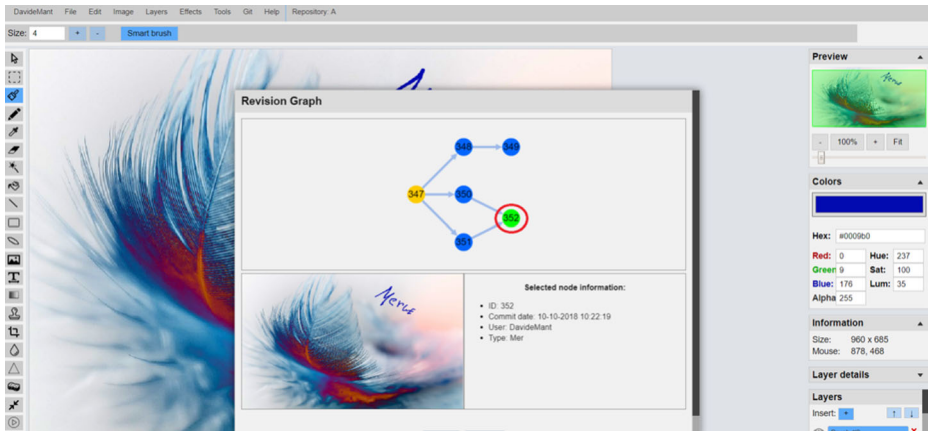 DavideMant File Edit Image Layers Effects Tools Git Help Repository A
Size: 4 + - Smart brush
Preview
- 100% + Fit
Colors
Hex: #0009b0
Red: 0 Hue: 237
Green 9 Sat: 100
Blue: 176 Lum: 35
Alpha 255
Information
Size: 960 x 685
Mouse: 878, 468
Layer details
Layers
Insert: + ↑ ↓
Revision Graph
348 349
347 350
352
351
Selected node information:
ID: 352
Commit date: 10-10-2018 10:22:19
User: DavideMant
Type: Mer